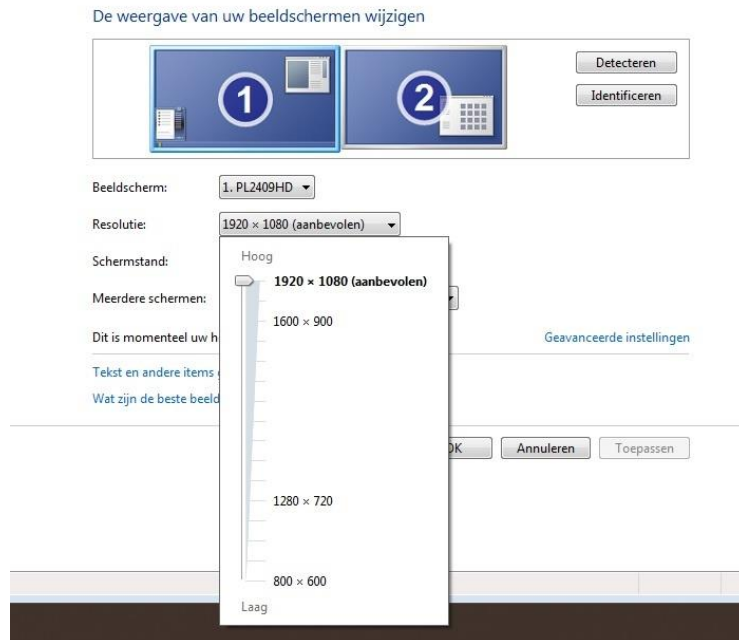 De weergave van uw beeldschermen wijzigen
1
2
Detecteren
Identificeren
Beeldscherm:
1. PL2409HD
Resolutie:
1920 × 1080 (aanbevolen)
Schermstand:
Hoog
1920 × 1080 (aanbevolen)
Meerdere schermen:
1600 × 900
Dit is momenteel uw h
Geavanceerde instellingen
Tekst en andere items
Wat zijn de beste beeld
OK
Annuleren
Toepassen
1280 × 720
800 × 600
Laag